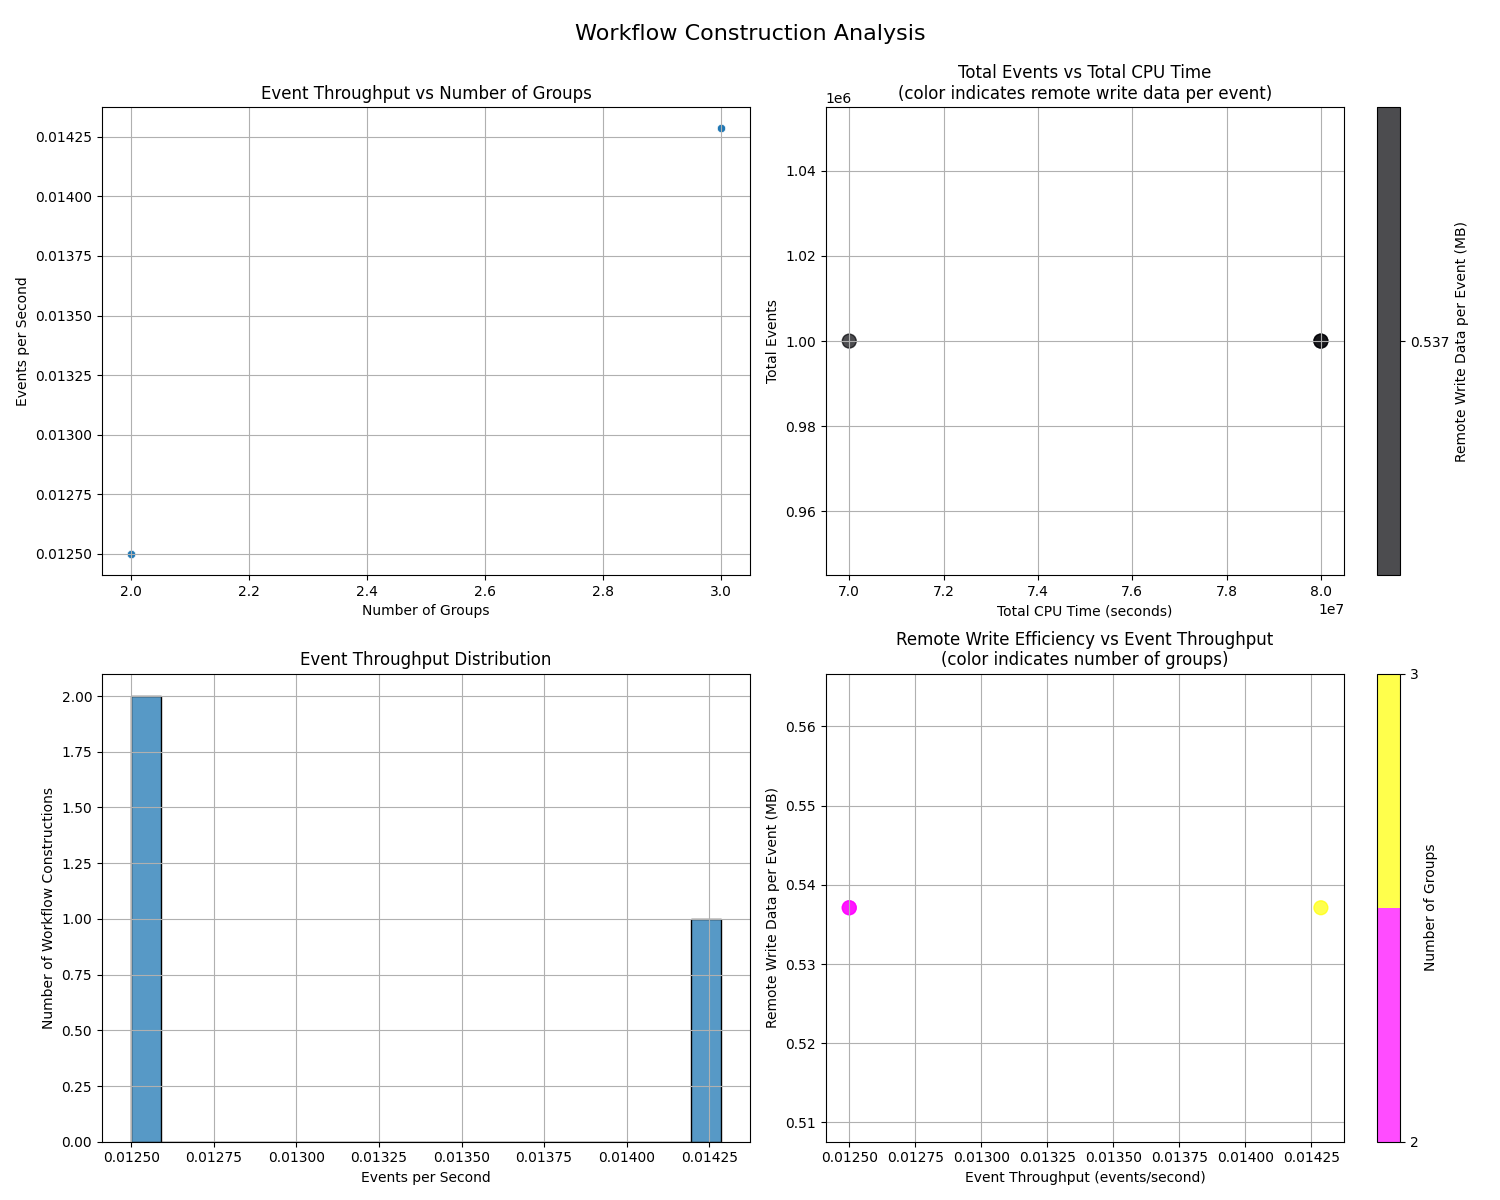 Workflow Construction Analysis
Event Throughput vs Number of Groups
0.01425
0.01400
0.01375
0.01350
0.01325
0.01300
0.01275
0.01250
Events per Second
2.0 2.2 2.4 2.6 2.8 3.0
Number of Groups
Total Events vs Total CPU Time
(color indicates remote write data per event)
1e6
1.04
1.02
1.00
0.98
0.96
Total Events
7.0 7.2 7.4 7.6 7.8 8.0
1e7
Total CPU Time (seconds)
0.537
Remote Write Data per Event (MB)
Event Throughput Distribution
2.00
1.75
1.50
1.25
1.00
0.75
0.50
0.25
0.00
Number of Workflow Constructions
0.01250 0.01275 0.01300 0.01325 0.01350 0.01375 0.01400 0.01425
Events per Second
Remote Write Efficiency vs Event Throughput
(color indicates number of groups)
0.56
0.55
0.54
0.53
0.52
0.51
Remote Write Data per Event (MB)
0.01250 0.01275 0.01300 0.01325 0.01350 0.01375 0.01400 0.01425
Event Throughput (events/second)
3
2
Number of Groups